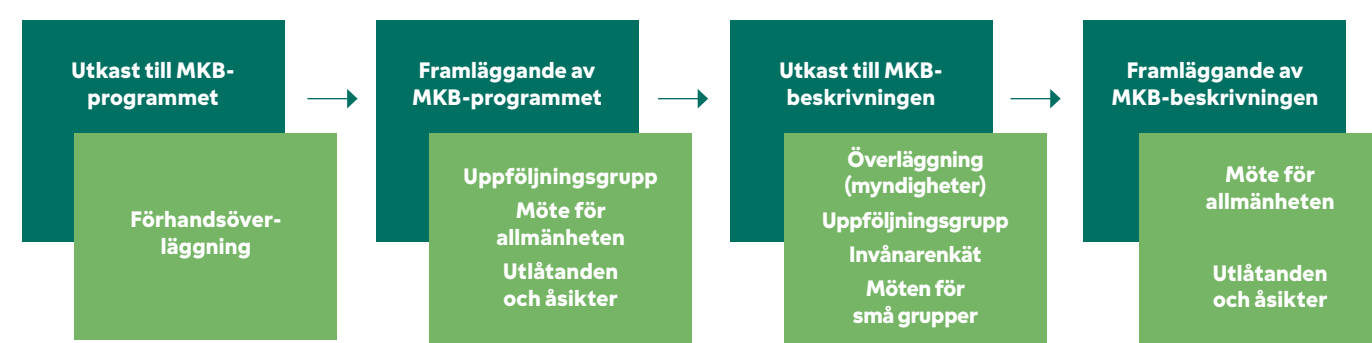 Utkast till MKB-
programmet
Förhandsöver-
läggning
Framläggande av
MKB-programmet
Uppföljningsgrupp
Möte för
allmänheten
Utlåtanden
och åsikter
Utkast till MKB-
beskrivningen
Överläggning
(myndigheter)
Uppföljningsgrupp
Invånarenkät
Möten för
små grupper
Framläggande av
MKB-beskrivningen
Möte för
allmänheten
Utlåtanden
och åsikter